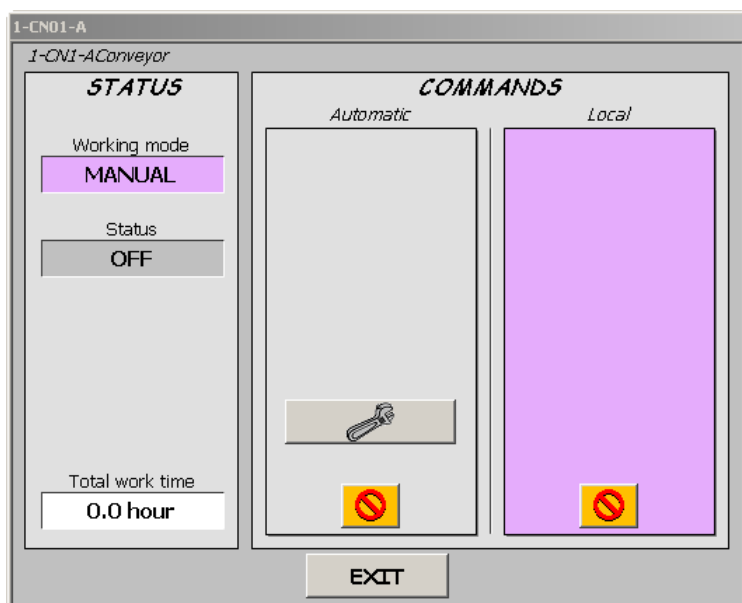 1-CN01-A
1-CN1-AConveyor
STATUS
Working mode
MANUAL
Status
OFF
Total work time
0.0 hour
COMMANDS
Automatic
Local
EXIT